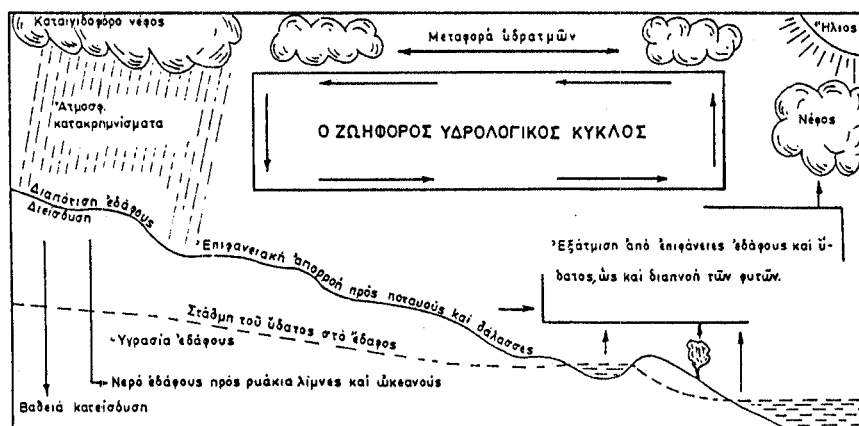 Καταιγιδοφόρο νέφος
Μεταφορά ὑδρατμῶν
Ἥλιος
Ἀτμοσφ.
κατακρημνίσματα
Ο ΖΩΗΦΟΡΟΣ ΥΔΡΟΛΟΓΙΚΟΣ ΚΥΚΛΟΣ
Νέφος
Διαπότιση ἐδάφους
Διείσδυση
Ἐπιφανειακή ἀπορροή πρός ποταμούς και θάλασσες
Ἐξάτμιση ἀπό ἐπιφάνειες ἐδάφους καί ὕ-
δατος, ὡς και διαπνοή τῶν φυτῶν.
Στάθμη τοῦ ὕδατος στό ἔδαφος
Ὑγρασία ἐδάφους
Νερό ἐδάφους πρός ρυάκια λίμνες καί ὠκεανούς
Βαθειά κατείσδυση